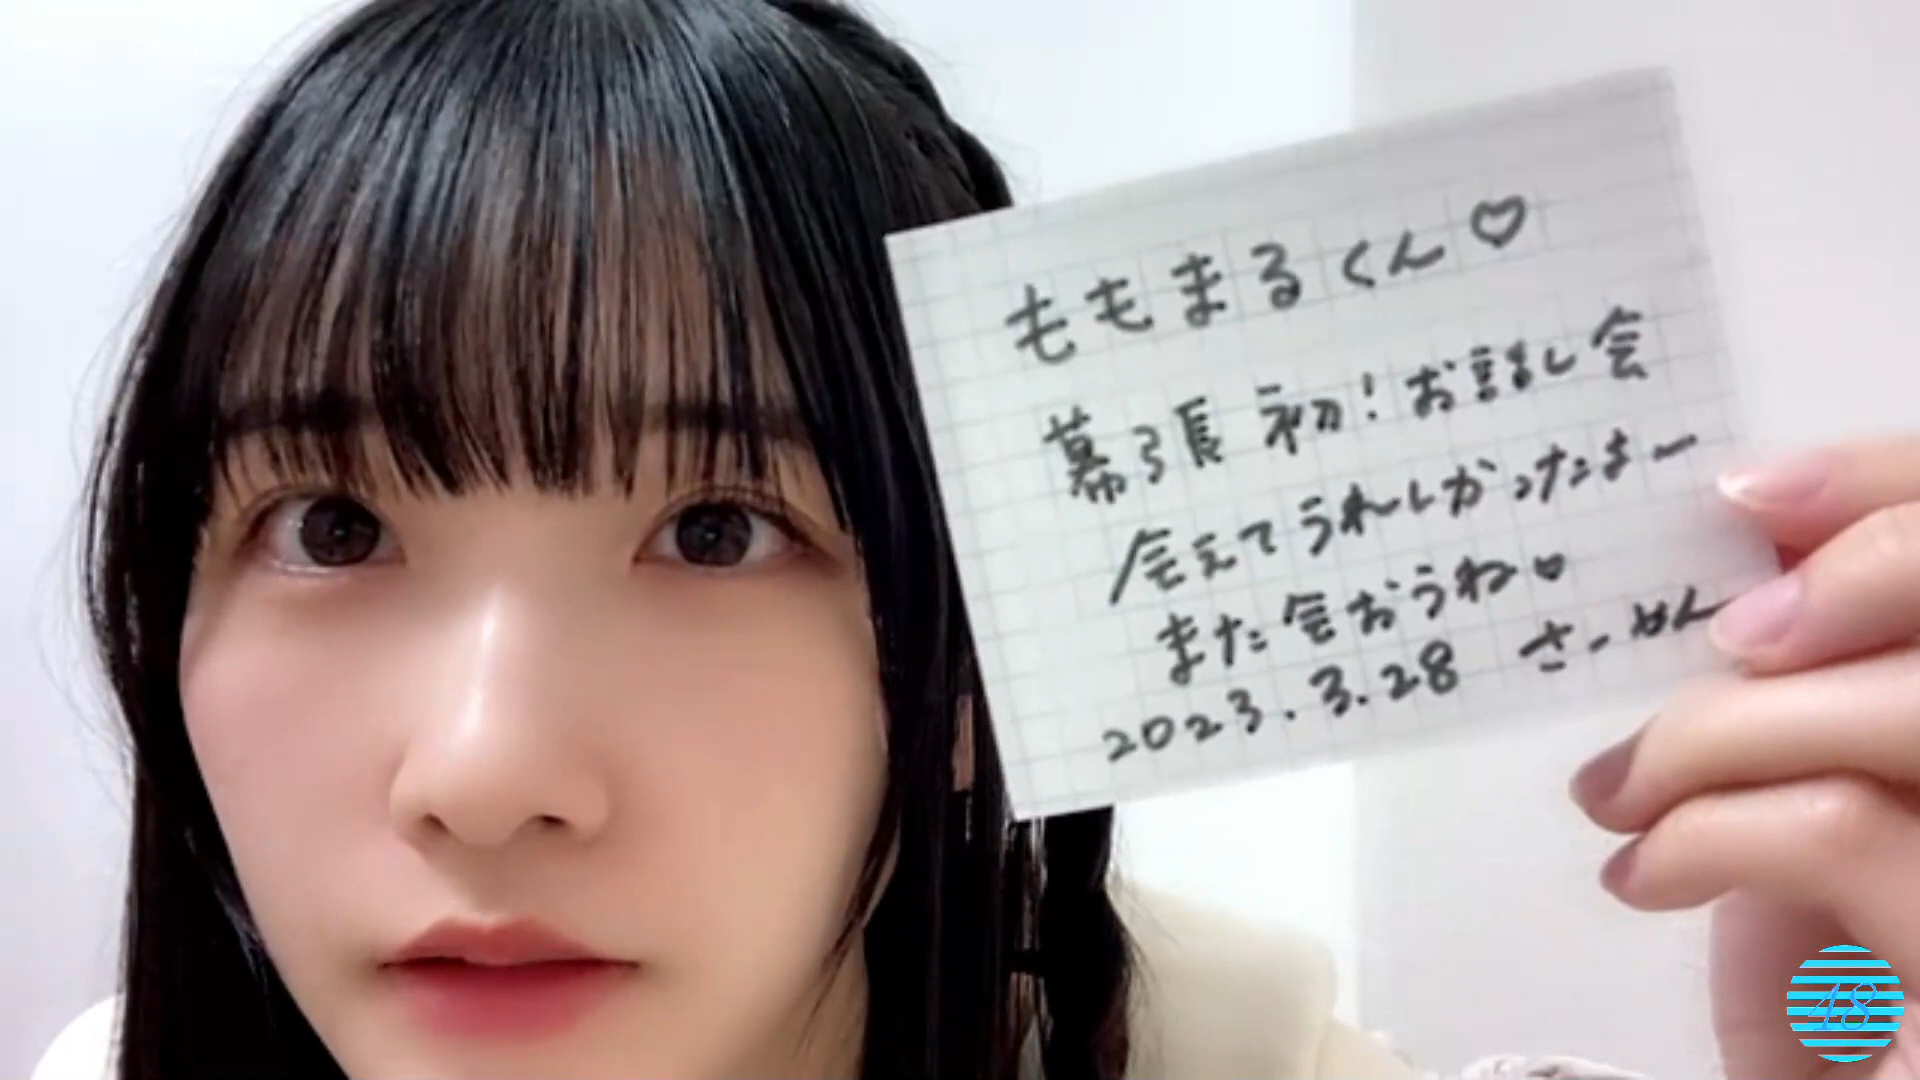 ももまるくん♡
幕張初！お話し会
会えてうれしかったよー
また会おうね♥
2023.3.28 さーめん
48